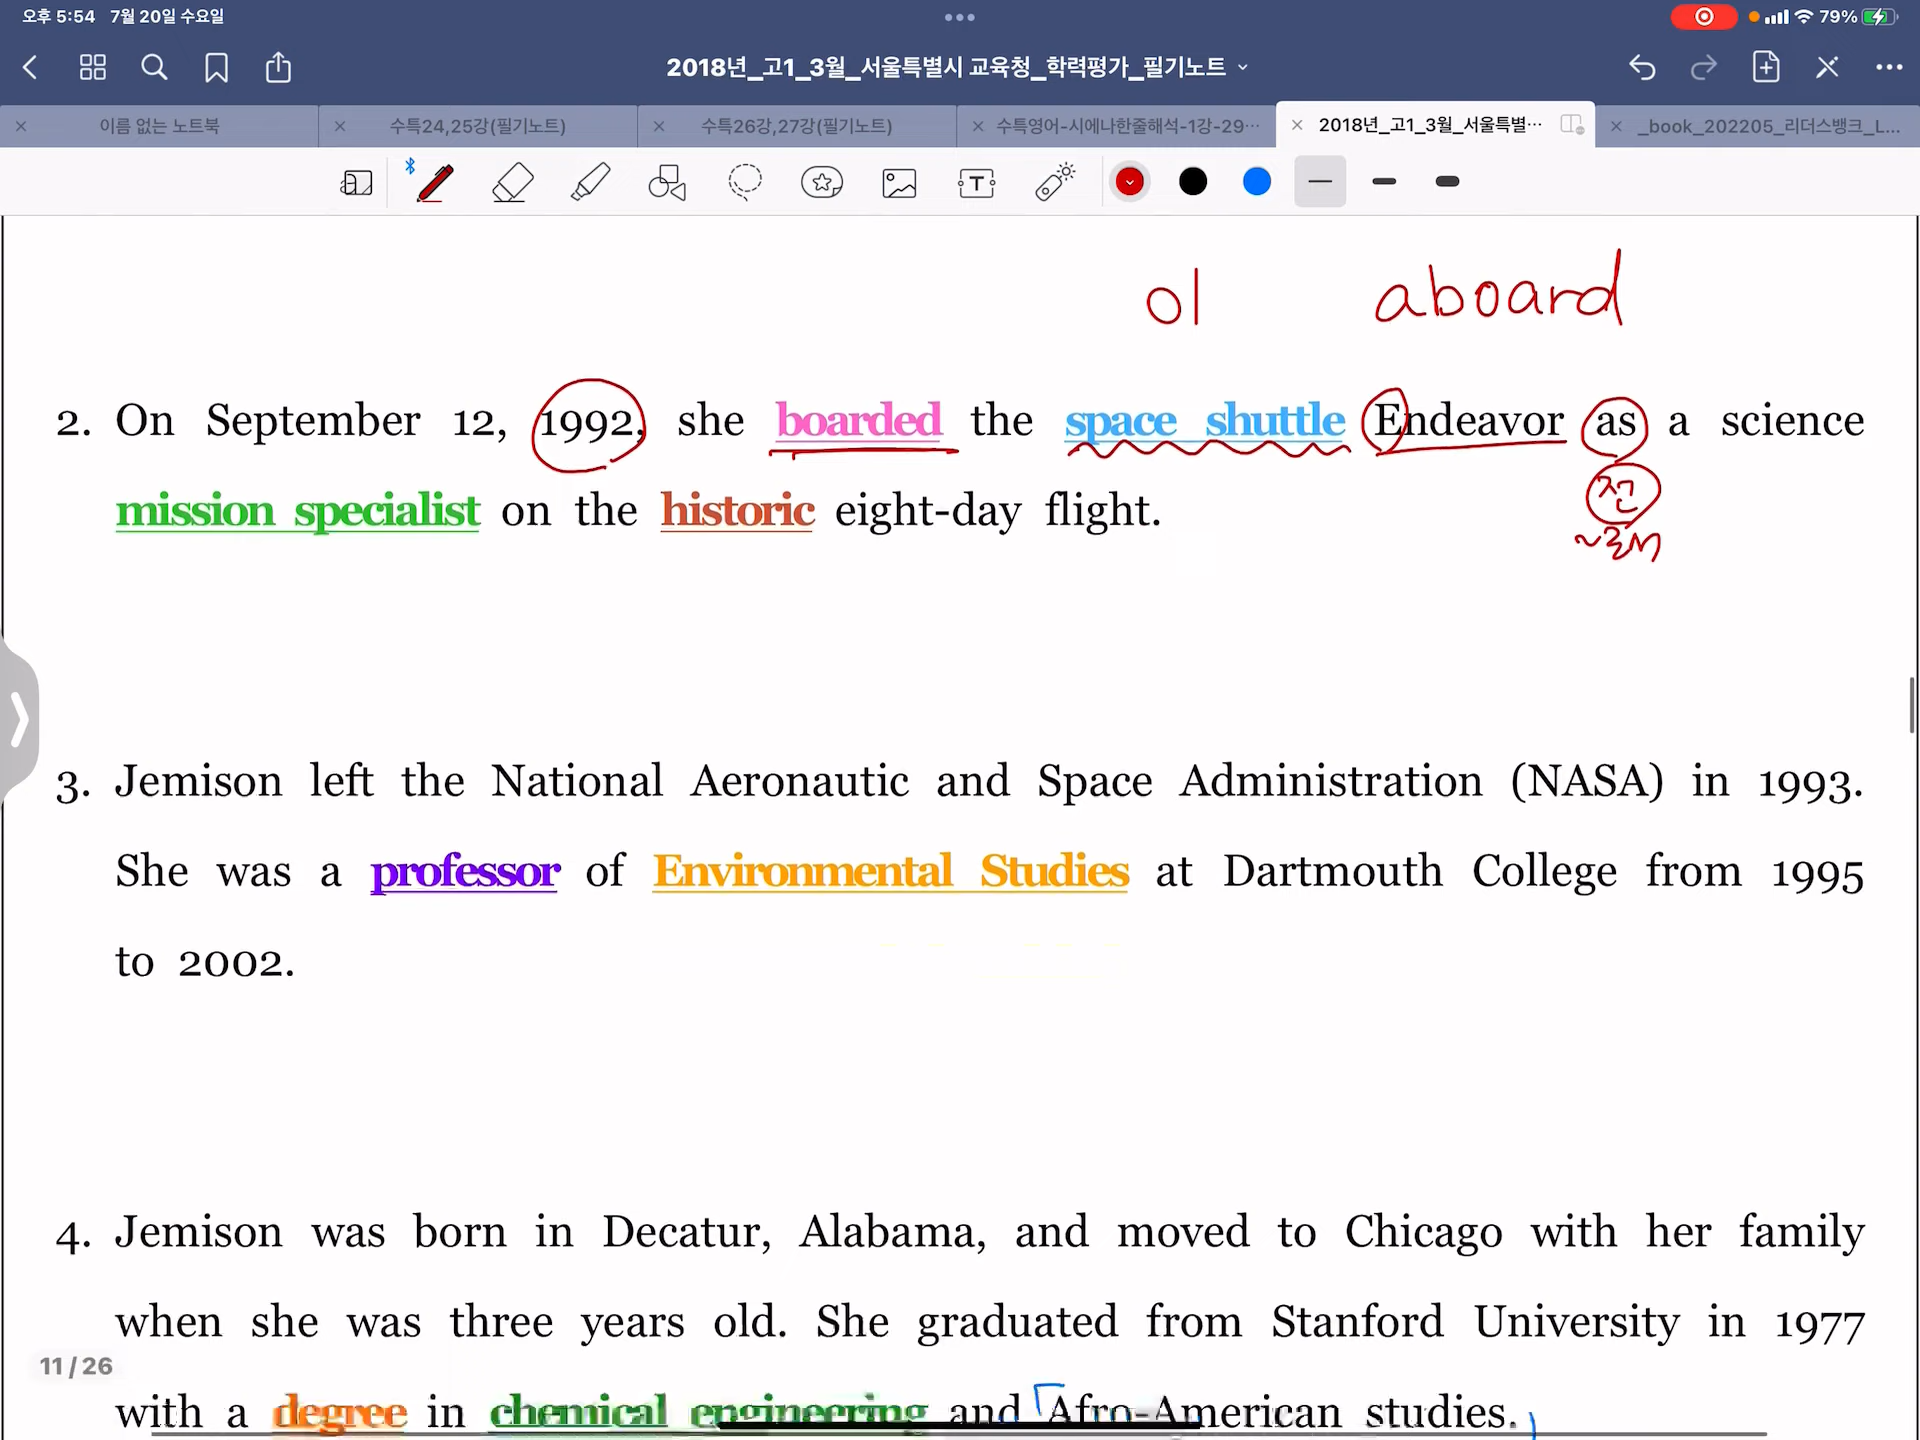 오후 5:54 7월 20일 수요일
79%
2018년_고1_3월_서울특별시 교육청_학력평가_필기노트
이름 없는 노트북
수특24,25강(필기노트)
수특26강,27강(필기노트)
수특영어-시에나한줄해석-1강-29…
2018년_고1_3월_서울특별…
_book_202205_리더스뱅크_L...
이 aboard
2. On September 12, 1992, she boarded the space shuttle Endeavor as a science
mission specialist on the historic eight-day flight.
전
~로서
3. Jemison left the National Aeronautic and Space Administration (NASA) in 1993.
She was a professor of Environmental Studies at Dartmouth College from 1995
to 2002.
4. Jemison was born in Decatur, Alabama, and moved to Chicago with her family
when she was three years old. She graduated from Stanford University in 1977
11/26
with a degree in chemical engineering and Afro-American studies.